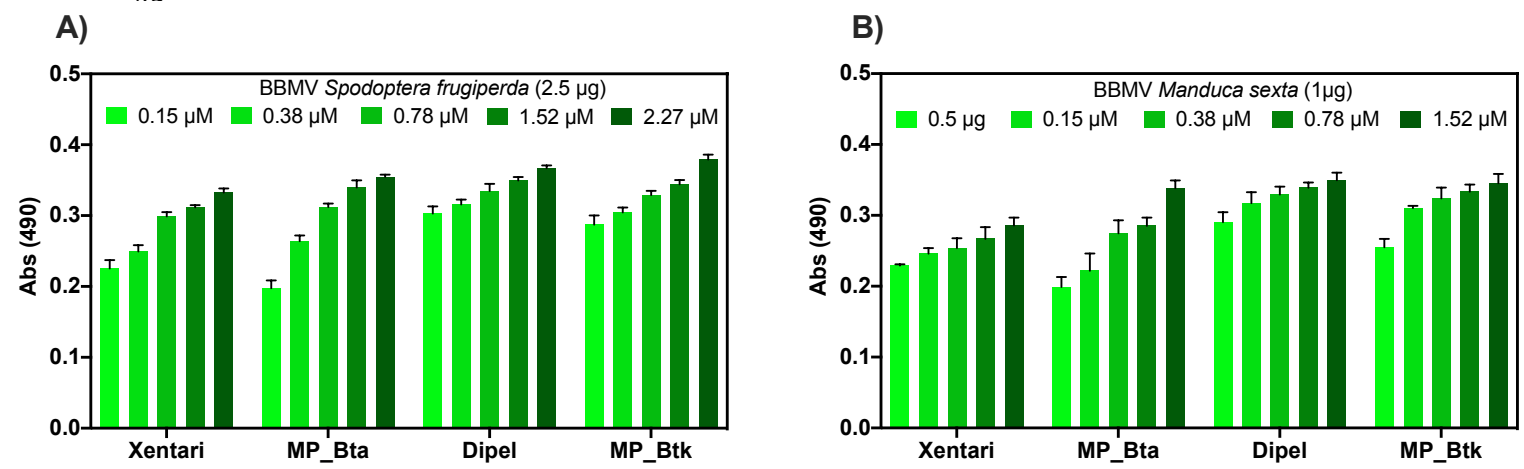 A)
BBMV Spodoptera frugiperda (2.5 µg)
0.15 µM 0.38 µM 0.78 µM 1.52 µM 2.27 µM
Abs (490)
0.5
0.4
0.3
0.2
0.1
0.0
Xentari MP_Bta Dipel MP_Btk
B)
BBMV Manduca sexta (1µg)
0.5 µg 0.15 µM 0.38 µM 0.78 µM 1.52 µM
Abs (490)
0.5
0.4
0.3
0.2
0.1
0.0
Xentari MP_Bta Dipel MP_Btk